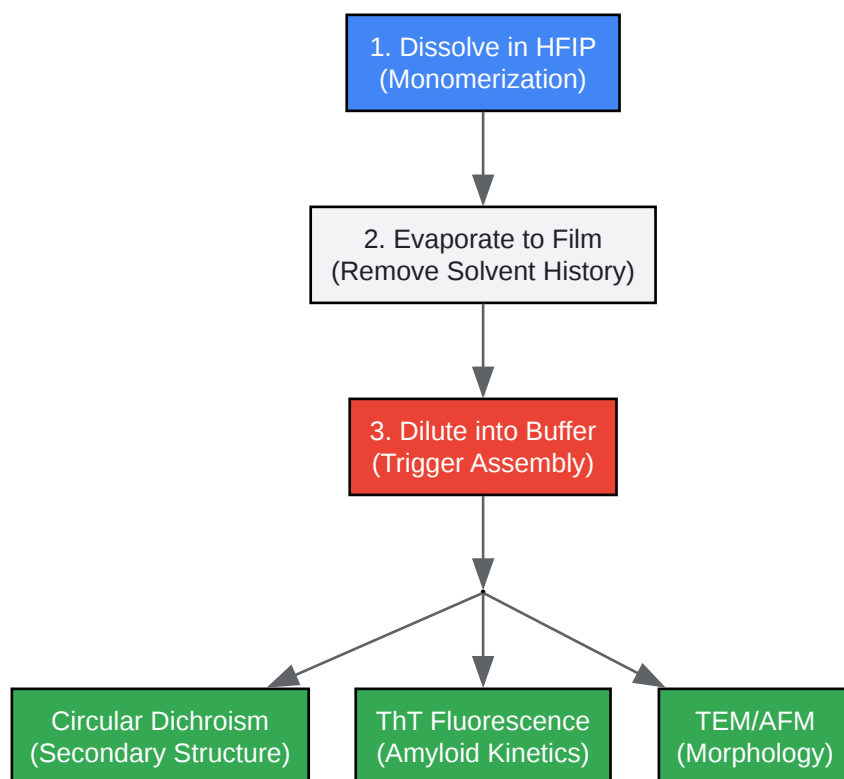 1. Dissolve in HFIP
(Monomerization)
2. Evaporate to Film
(Remove Solvent History)
3. Dilute into Buffer
(Trigger Assembly)
Circular Dichroism
(Secondary Structure)
ThT Fluorescence
(Amyloid Kinetics)
TEM/AFM
(Morphology)